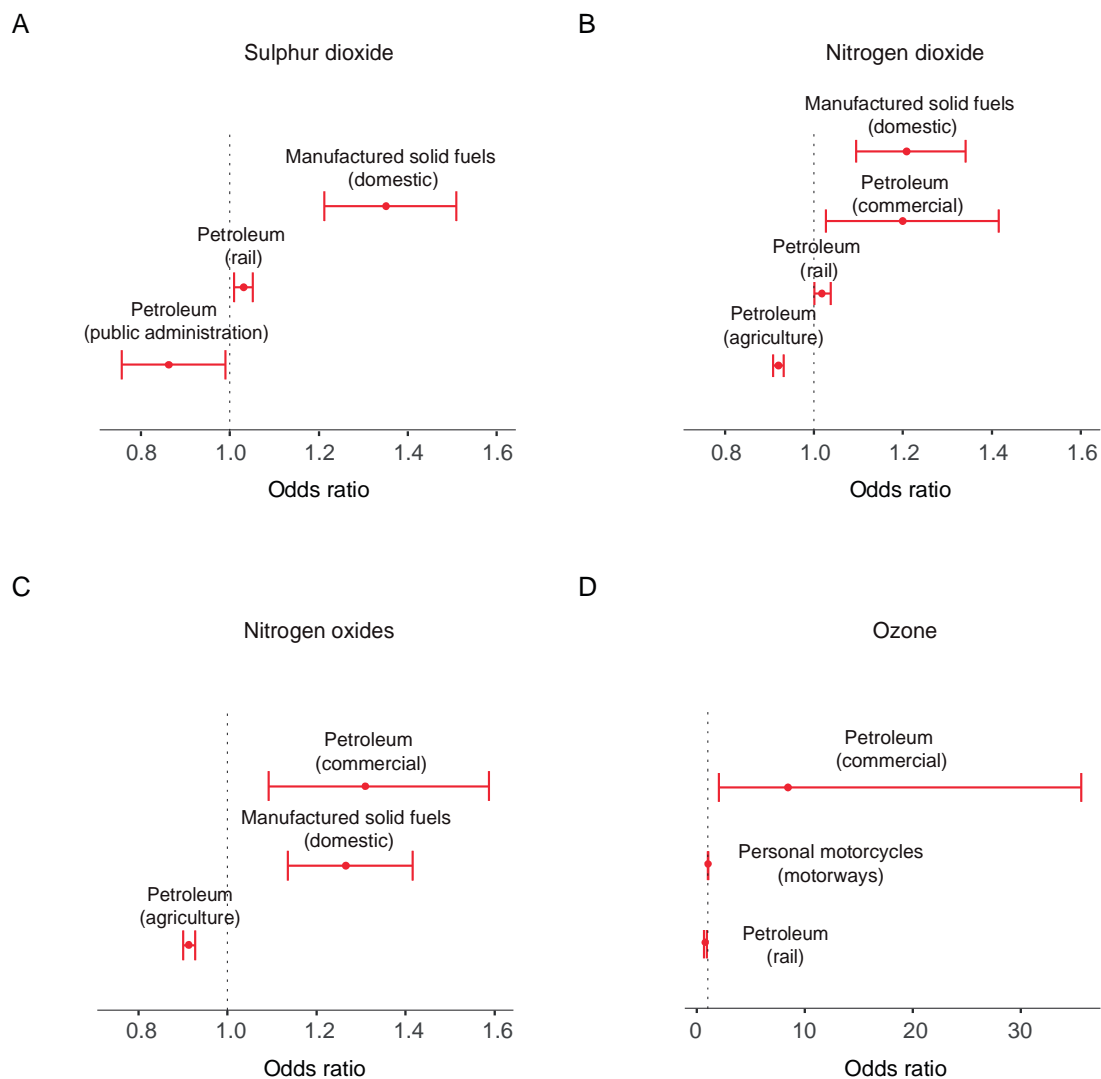 A
Sulphur dioxide
Manufactured solid fuels
(domestic)
Petroleum
(rail)
Petroleum
(public administration)
0.8 1.0 1.2 1.4 1.6
Odds ratio
B
Nitrogen dioxide
Manufactured solid fuels
(domestic)
Petroleum
(commercial)
Petroleum
(rail)
Petroleum
(agriculture)
0.8 1.0 1.2 1.4 1.6
Odds ratio
C
Nitrogen oxides
Petroleum
(commercial)
Manufactured solid fuels
(domestic)
Petroleum
(agriculture)
0.8 1.0 1.2 1.4 1.6
Odds ratio
D
Ozone
Petroleum
(commercial)
Personal motorcycles
(motorways)
Petroleum
(rail)
0 10 20 30
Odds ratio